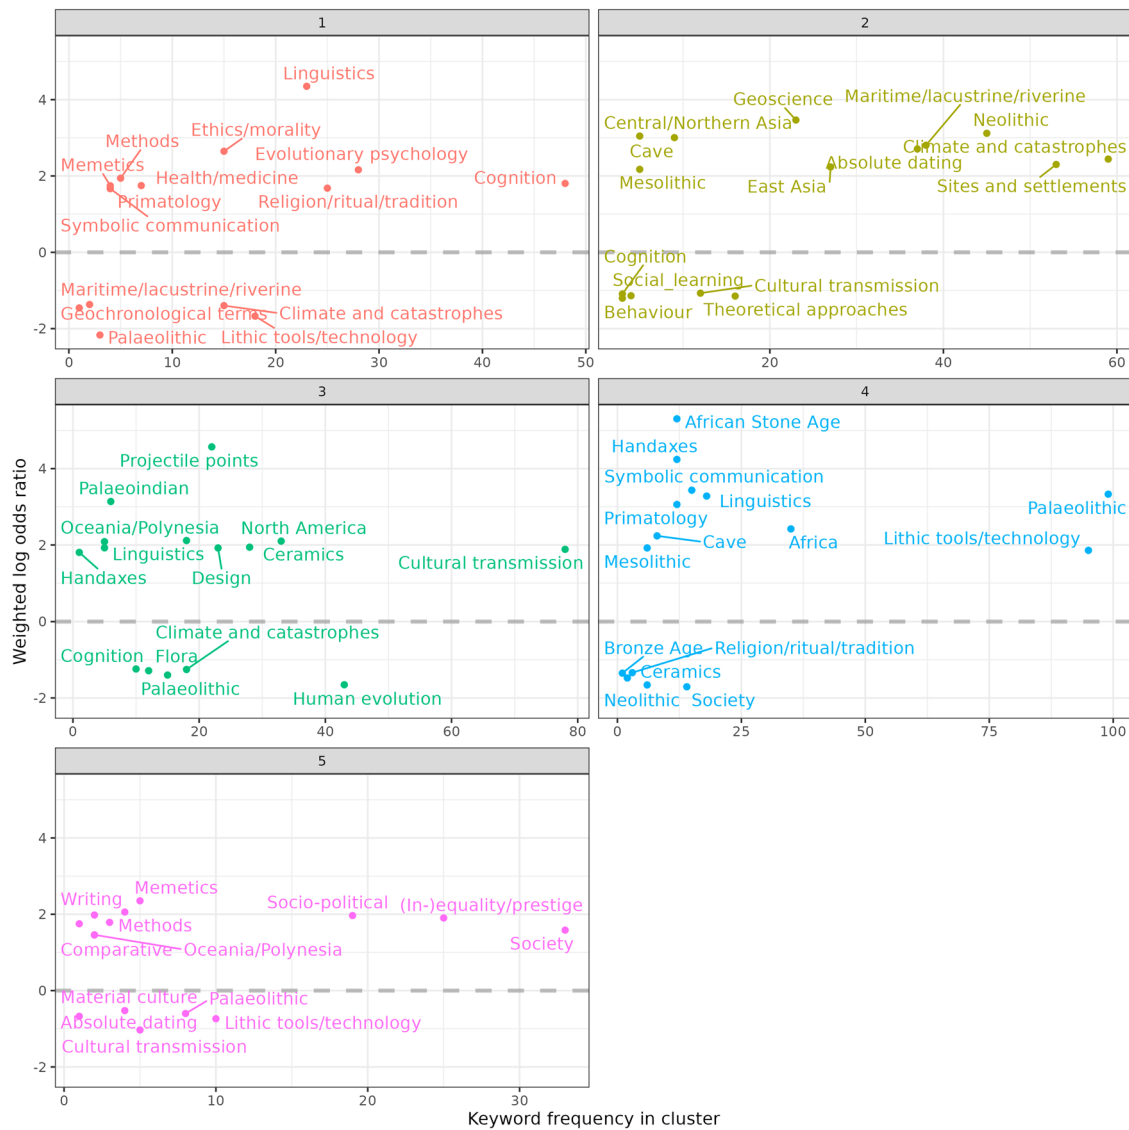 1
Linguistics
Ethics/morality
Methods
Evolutionary psychology
Memetics
Health/medicine
Cognition
Primatology
Religion/ritual/tradition
Symbolic communication
Maritime/lacustrine/riverine
Geochronological terms
Climate and catastrophes
Palaeolithic
Lithic tools/technology
4
2
0
-2
0
10
20
30
40
50
2
Maritime/lacustrine/riverine
Geoscience
Neolithic
Central/Northern Asia
Climate and catastrophes
Cave
Absolute dating
Mesolithic
East Asia
Sites and settlements
Cognition
Social_learning
Cultural transmission
Behaviour
Theoretical approaches
20
40
60
3
Projectile points
Palaeoindian
Oceania/Polynesia
North America
Linguistics
Ceramics
Cultural transmission
Handaxes
Design
Climate and catastrophes
Cognition
Flora
Palaeolithic
Human evolution
4
2
0
-2
0
20
40
60
80
4
African Stone Age
Handaxes
Symbolic communication
Linguistics
Palaeolithic
Primatology
Cave
Africa
Lithic tools/technology
Mesolithic
Bronze Age
Religion/ritual/tradition
Ceramics
Neolithic
Society
0
25
50
75
100
5
Memetics
Writing
Socio-political
(In-)equality/prestige
Methods
Society
Comparative
Oceania/Polynesia
Material culture
Palaeolithic
Absolute dating
Lithic tools/technology
Cultural transmission
4
2
0
-2
0
10
20
30
Weighted log odds ratio
Keyword frequency in cluster